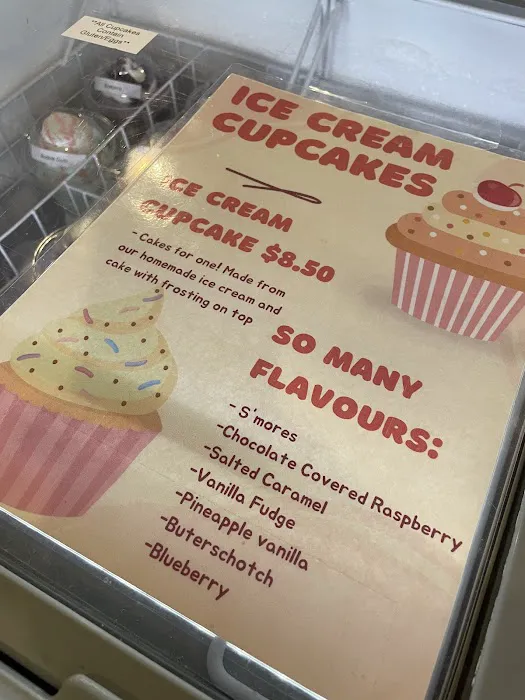 **All Cupcakes
Contain
Gluten/Eggs**
ICE CREAM
CUPCAKES
ICE CREAM
CUPCAKE $8.50
- Cakes for one! Made from
our homemade ice cream and
cake with frosting on top
SO MANY
FLAVOURS:
- S'mores
-Chocolate Covered Raspberry
-Salted Caramel
-Vanilla Fudge
-Pineapple vanilla
-Buterschotch
-Blueberry